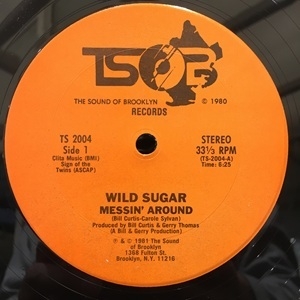 TSOB
THE SOUND OF BROOKLYN
© 1980
RECORDS
TS 2004
Side 1
Clita Music (BMI)
Sign of the
Twins (ASCAP)
STEREO
33⅓ RPM
(TS-2004-A)
Time: 6:25
WILD SUGAR
MESSIN' AROUND
(Bill Curtis-Carole Sylvan)
Produced by Bill Curtis & Gerry Thomas
(A Bill & Gerry Production)
℗ & © 1981 The Sound
of Brooklyn
1368 Fulton St.
Brooklyn, N.Y. 11216